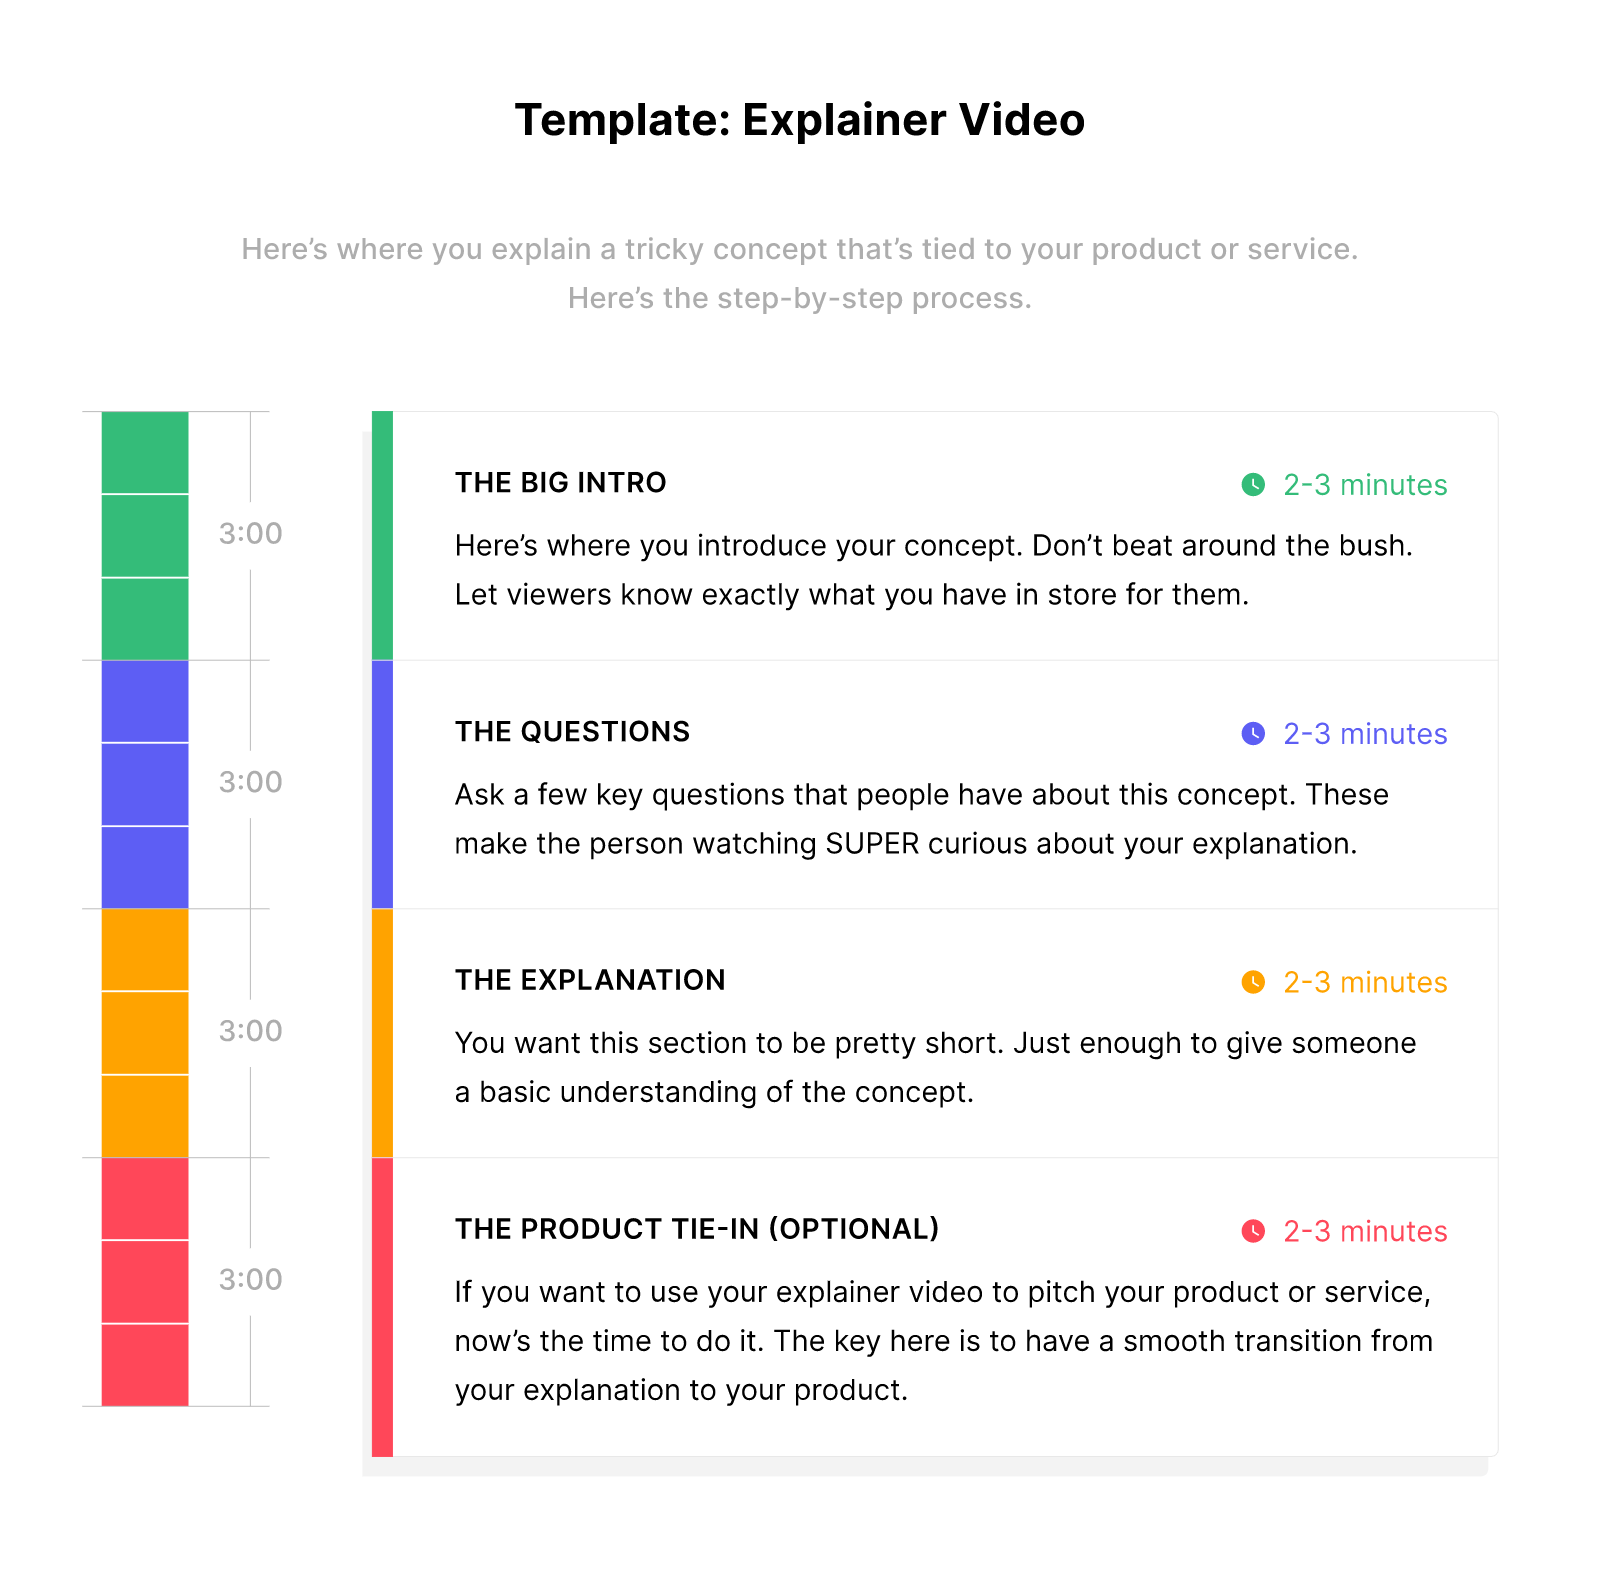 Template: Explainer Video
Here’s where you explain a tricky concept that’s tied to your product or service.
Here’s the step-by-step process.
3:00
THE BIG INTRO
2-3 minutes
Here’s where you introduce your concept. Don’t beat around the bush.
Let viewers know exactly what you have in store for them.
3:00
THE QUESTIONS
2-3 minutes
Ask a few key questions that people have about this concept. These
make the person watching SUPER curious about your explanation.
3:00
THE EXPLANATION
2-3 minutes
You want this section to be pretty short. Just enough to give someone
a basic understanding of the concept.
3:00
THE PRODUCT TIE-IN (OPTIONAL)
2-3 minutes
If you want to use your explainer video to pitch your product or service,
now’s the time to do it. The key here is to have a smooth transition from
your explanation to your product.